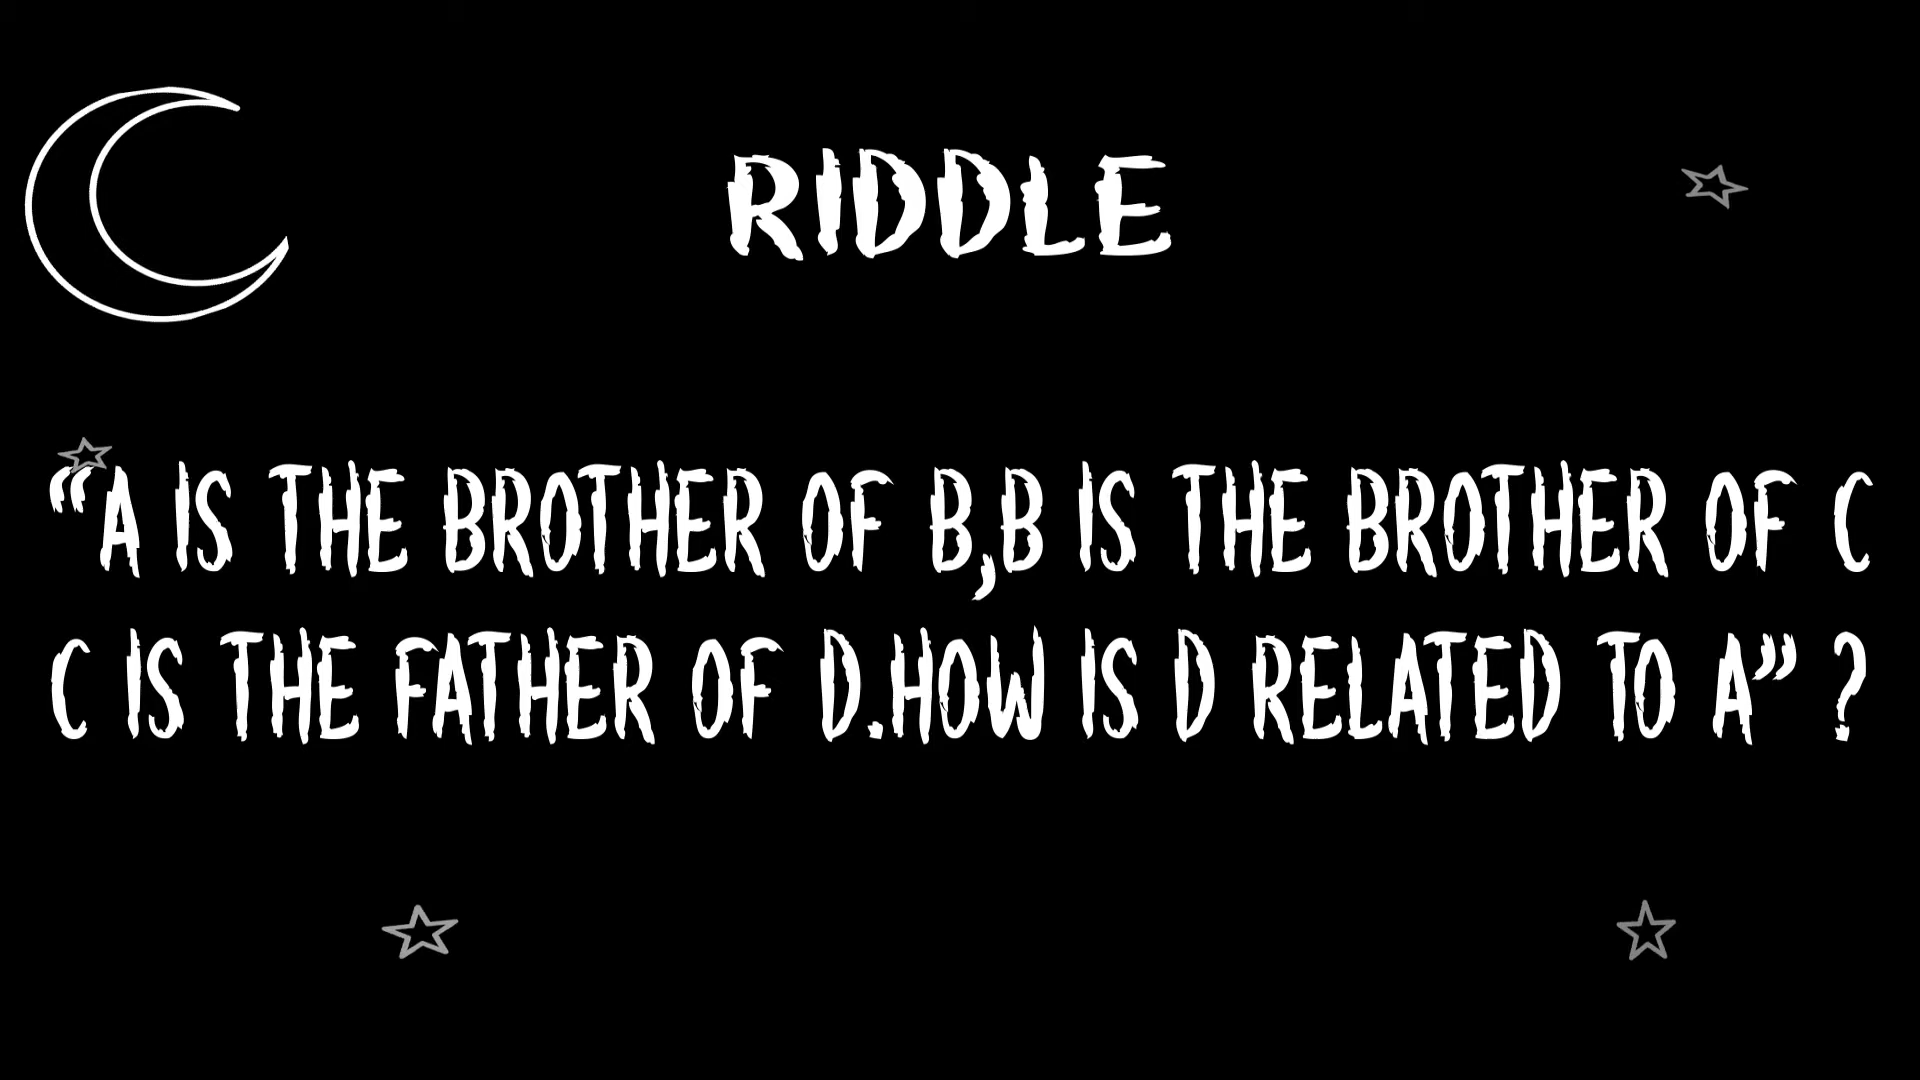 RIDDLE
“A IS THE BROTHER OF B,B IS THE BROTHER OF C
C IS THE FATHER OF D.HOW IS D RELATED TO A” ?